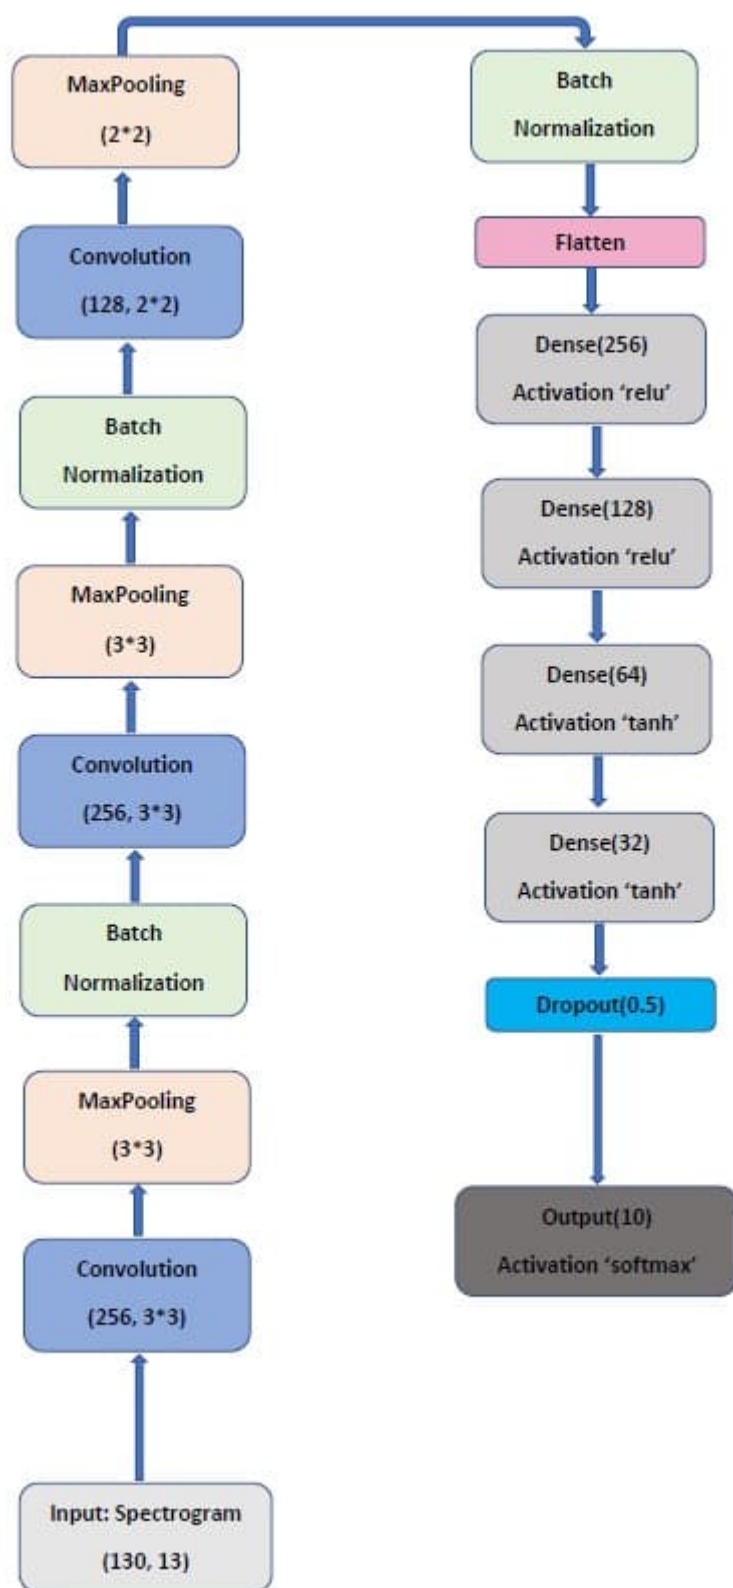 Input: Spectrogram
(130, 13)
Convolution
(256, 3*3)
MaxPooling
(3*3)
Batch
Normalization
Convolution
(256, 3*3)
MaxPooling
(3*3)
Batch
Normalization
Convolution
(128, 2*2)
MaxPooling
(2*2)
Batch
Normalization
Flatten
Dense(256)
Activation ‘relu’
Dense(128)
Activation ‘relu’
Dense(64)
Activation ‘tanh’
Dense(32)
Activation ‘tanh’
Dropout(0.5)
Output(10)
Activation ‘softmax’